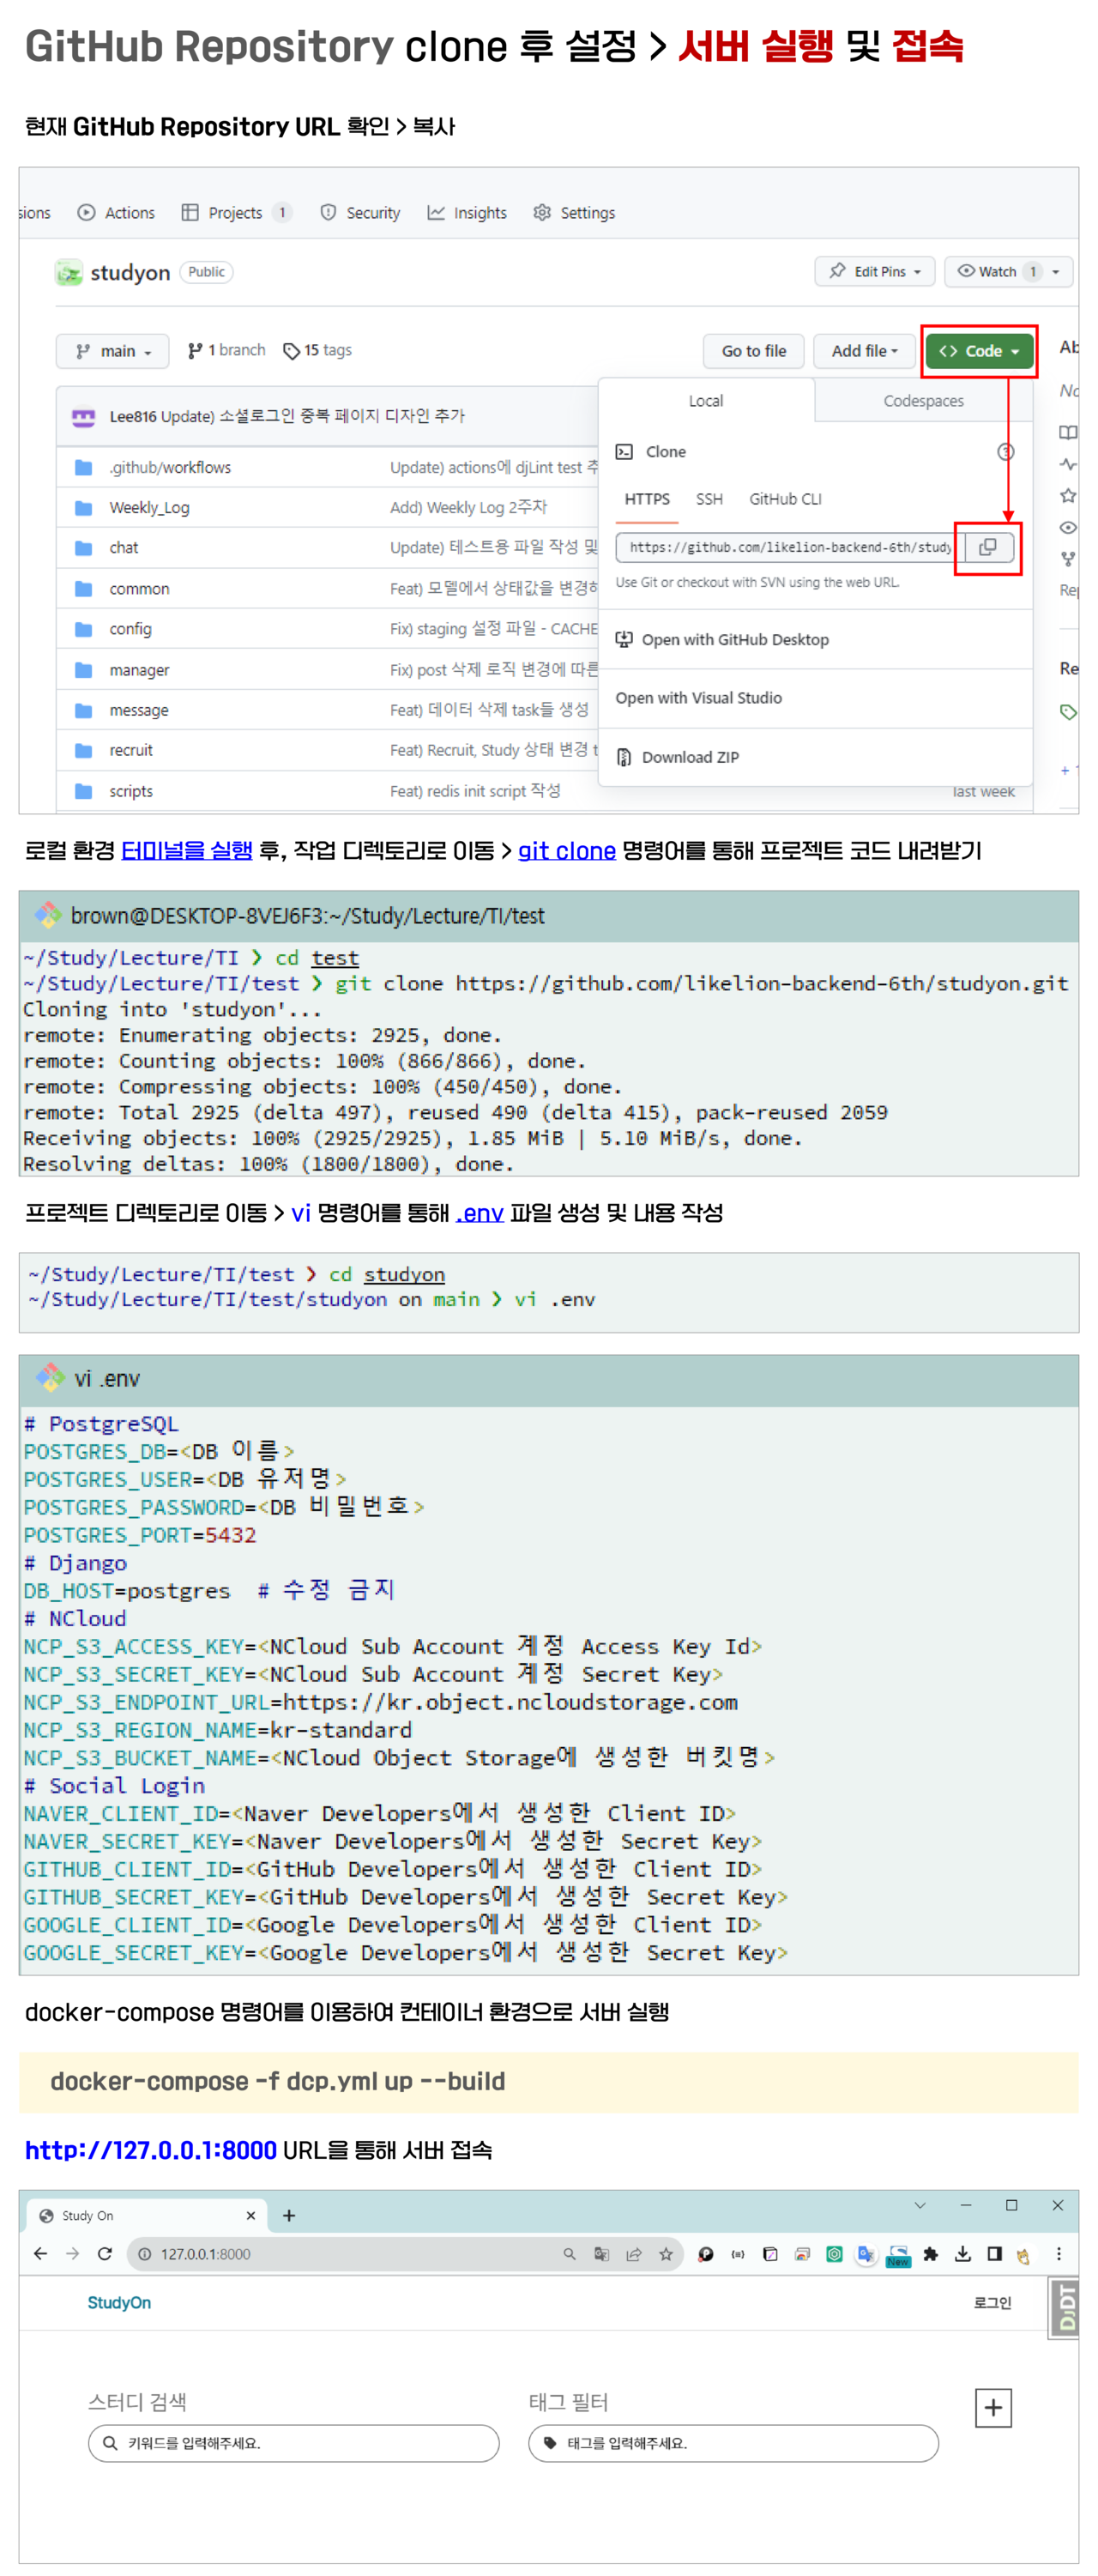 GitHub Repository clone 후 설정 > 서버 실행 및 접속
현재 GitHub Repository URL 확인 > 복사
sions Actions Projects 1 Security Insights Settings
studyon Public Edit Pins Watch 1
main 1 branch 15 tags Go to file Add file <> Code
Lee816 Update) 소셜로그인 중복 페이지 디자인 추가
.github/workflows Update) actions에 djLint test
Weekly_Log Add) Weekly Log 2주차
chat Update) 테스트용 파일 작성 및
common Feat) 모델에서 상태값을
config Fix) staging 설정 파일 - CACHE
manager Fix) post 삭제 로직 변경에 따른
message Feat) 데이터 삭제 task들 생성
recruit Feat) Recruit, Study 상태 변경 t
scripts Feat) redis init script 작성 last week
Local Codespaces
Clone
HTTPS SSH GitHub CLI
https://github.com/likelion-backend-6th/study
Use Git or checkout with SVN using the web URL.
Open with GitHub Desktop
Open with Visual Studio
Download ZIP
Ab
No
Rep
Re
+ 1
로컬 환경 터미널을 실행 후, 작업 디렉토리로 이동 > git clone 명령어를 통해 프로젝트 코드 내려받기
brown@DESKTOP-8VEJ6F3:~/Study/Lecture/TI/test
~/Study/Lecture/TI ❯ cd test
~/Study/Lecture/TI/test ❯ git clone https://github.com/likelion-backend-6th/studyon.git
Cloning into 'studyon'...
remote: Enumerating objects: 2925, done.
remote: Counting objects: 100% (866/866), done.
remote: Compressing objects: 100% (450/450), done.
remote: Total 2925 (delta 497), reused 490 (delta 415), pack-reused 2059
Receiving objects: 100% (2925/2925), 1.85 MiB | 5.10 MiB/s, done.
Resolving deltas: 100% (1800/1800), done.
프로젝트 디렉토리로 이동 > vi 명령어를 통해 .env 파일 생성 및 내용 작성
~/Study/Lecture/TI/test ❯ cd studyon
~/Study/Lecture/TI/test/studyon on main ❯ vi .env
vi .env
# PostgreSQL
POSTGRES_DB=<DB 이름>
POSTGRES_USER=<DB 유저명>
POSTGRES_PASSWORD=<DB 비밀번호>
POSTGRES_PORT=5432
# Django
DB_HOST=postgres # 수정 금지
# NCloud
NCP_S3_ACCESS_KEY=<NCloud Sub Account 계정 Access Key Id>
NCP_S3_SECRET_KEY=<NCloud Sub Account 계정 Secret Key>
NCP_S3_ENDPOINT_URL=https://kr.object.ncloudstorage.com
NCP_S3_REGION_NAME=kr-standard
NCP_S3_BUCKET_NAME=<NCloud Object Storage에 생성한 버킷명>
# Social Login
NAVER_CLIENT_ID=<Naver Developers에서 생성한 Client ID>
NAVER_SECRET_KEY=<Naver Developers에서 생성한 Secret Key>
GITHUB_CLIENT_ID=<GitHub Developers에서 생성한 Client ID>
GITHUB_SECRET_KEY=<GitHub Developers에서 생성한 Secret Key>
GOOGLE_CLIENT_ID=<Google Developers에서 생성한 Client ID>
GOOGLE_SECRET_KEY=<Google Developers에서 생성한 Secret Key>
docker-compose 명령어를 이용하여 컨테이너 환경으로 서버 실행
docker-compose -f dcp.yml up --build
http://127.0.0.1:8000 URL을 통해 서버 접속
Study On
127.0.0.1:8000 New
StudyOn 로그인
DJDT
스터디 검색 태그 필터
키워드를 입력해주세요. 태그를 입력해주세요.